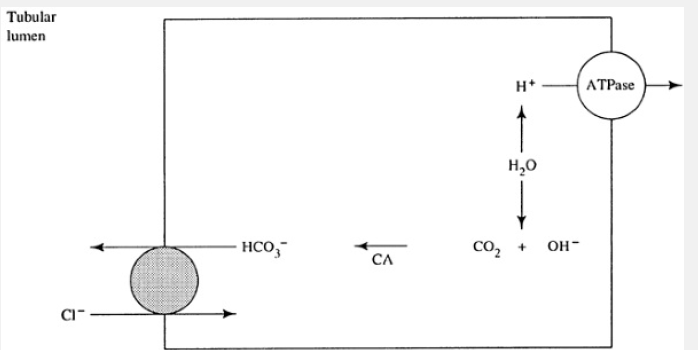 Tubular
lumen
H⁺ ATPase
H₂O
HCO₃⁻ CA CO₂ + OH⁻
Cl⁻